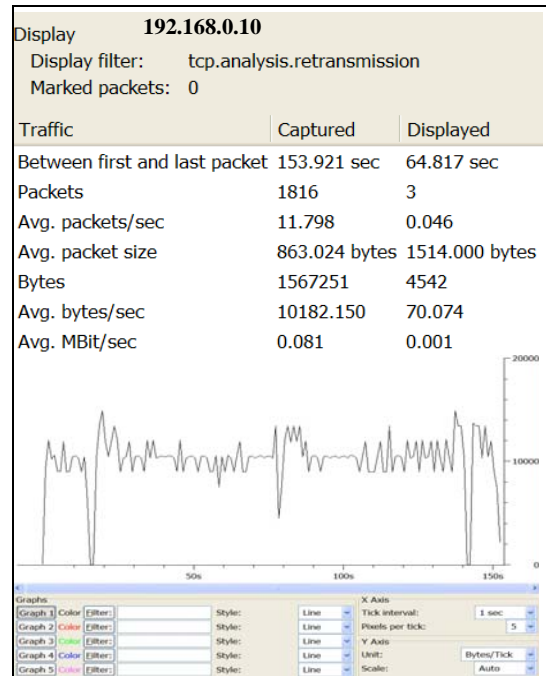 192.168.0.10
Display
Display filter: tcp.analysis.retransmission
Marked packets: 0
Traffic Captured Displayed
Between first and last packet 153.921 sec 64.817 sec
Packets 1816 3
Avg. packets/sec 11.798 0.046
Avg. packet size 863.024 bytes 1514.000 bytes
Bytes 1567251 4542
Avg. bytes/sec 10182.150 70.074
Avg. MBit/sec 0.081 0.001
20000
10000
0
50s 100s 150s
Graphs X Axis
Graph 1 Color Filter: Style: Line Tick interval: 1 sec
Graph 2 Color Filter: Style: Line Pixels per tick: 5
Graph 3 Color Filter: Style: Line Y Axis
Graph 4 Color Filter: Style: Line Unit: Bytes/Tick
Graph 5 Color Filter: Style: Line Scale: Auto